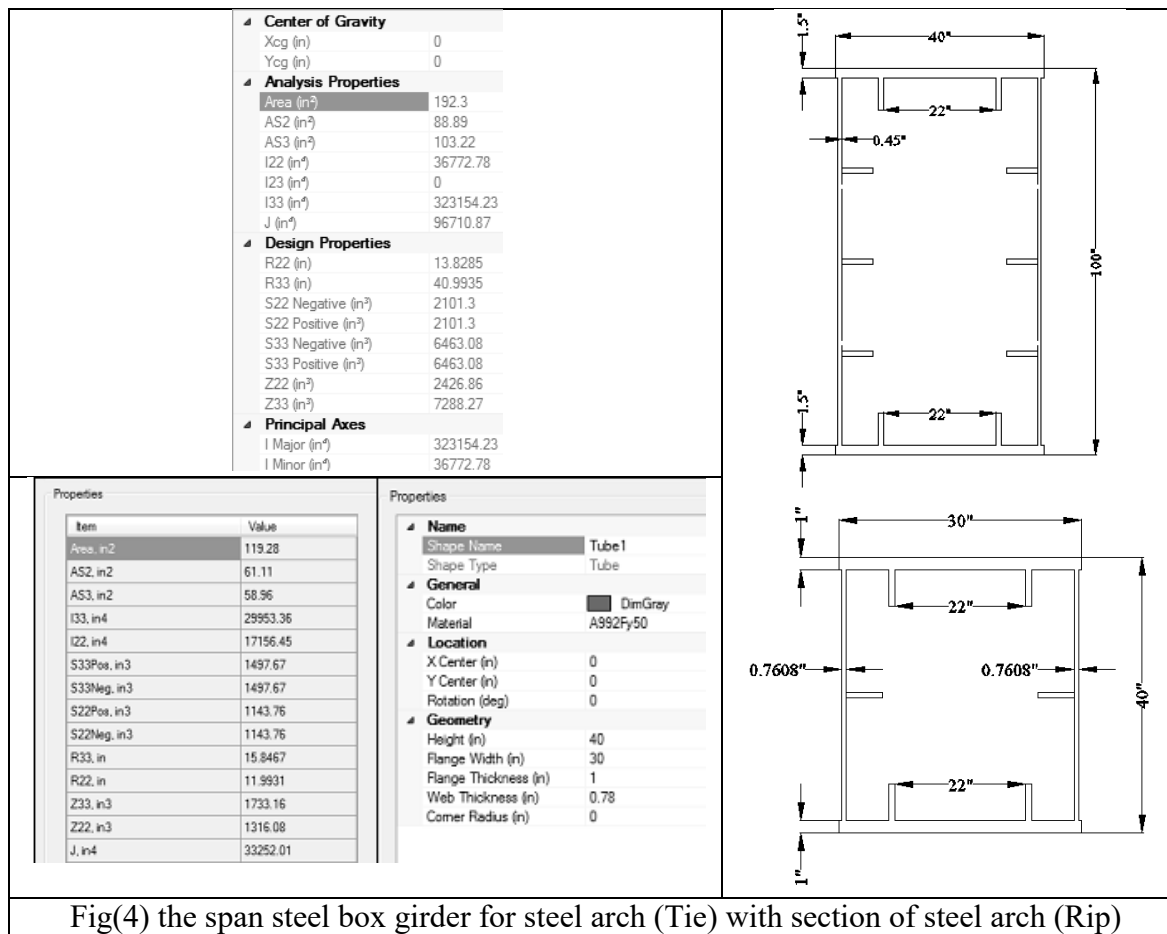 Center of Gravity
Xcg (in) 0
Ycg (in) 0
Analysis Properties
Area (in²) 192.3
AS2 (in²) 88.89
AS3 (in²) 103.22
I22 (in⁴) 36772.78
I23 (in⁴) 0
I33 (in⁴) 323154.23
J (in⁴) 96710.87
Design Properties
R22 (in) 13.8285
R33 (in) 40.9935
S22 Negative (in³) 2101.3
S22 Positive (in³) 2101.3
S33 Negative (in³) 6463.08
S33 Positive (in³) 6463.08
Z22 (in³) 2426.86
Z33 (in³) 7288.27
Principal Axes
I Major (in⁴) 323154.23
I Minor (in⁴) 36772.78
1.5"
40"
22"
0.45"
100"
1.5"
22"
Properties
Item Value
Area, in2 119.28
AS2, in2 61.11
AS3, in2 58.96
I33, in4 29953.36
I22, in4 17156.45
S33Pos, in3 1497.67
S33Neg, in3 1497.67
S22Pos, in3 1143.76
S22Neg, in3 1143.76
R33, in 15.8467
R22, in 11.9931
Z33, in3 1733.16
Z22, in3 1316.08
J, in4 33252.01
Properties
Name
Shape Name Tube1
Shape Type Tube
General
Color DimGray
Material A992Fy50
Location
X Center (in) 0
Y Center (in) 0
Rotation (deg) 0
Geometry
Height (in) 40
Flange Width (in) 30
Flange Thickness (in) 1
Web Thickness (in) 0.78
Corner Radius (in) 0
1"
30"
22"
0.7608"
0.7608"
40"
22"
1"
Fig(4) the span steel box girder for steel arch (Tie) with section of steel arch (Rip)